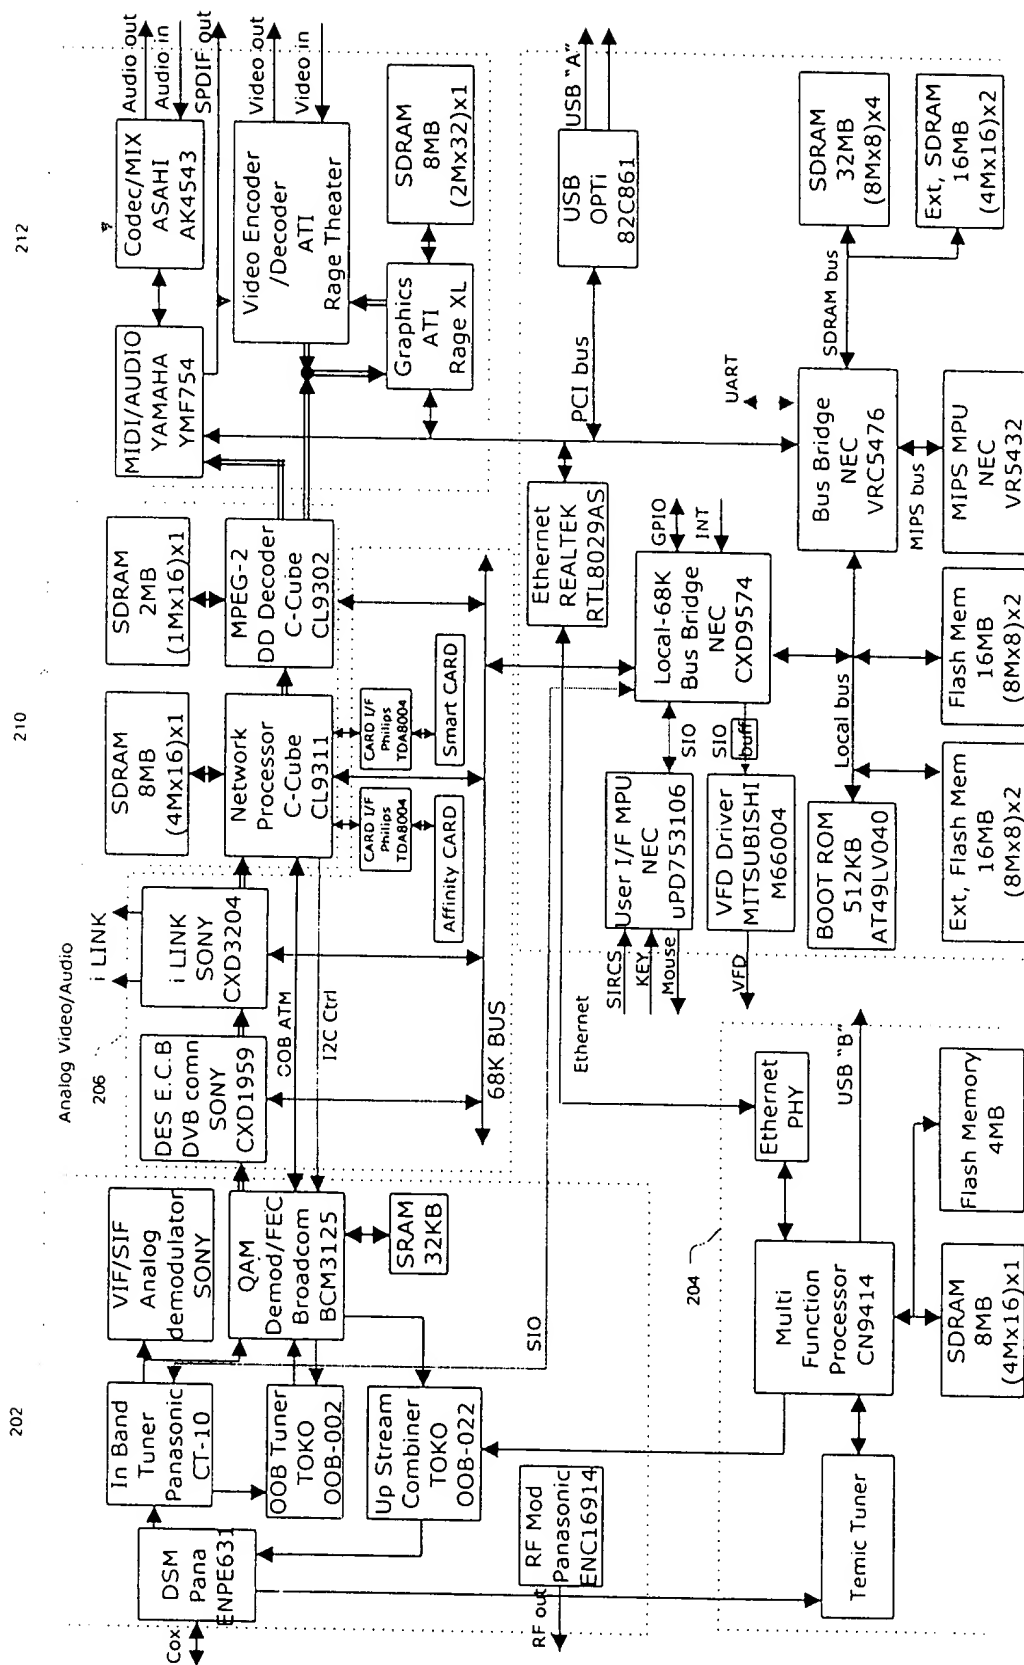 202
210
212
Cox
DSM
Pana
ENPE631
In Band
Tuner
Panasonic
CT-10
OOB Tuner
TOKO
OOB-002
Up Stream
Combiner
TOKO
OOB-022
RF out
RF Mod
Panasonic
ENC16914
VIF/SIF
Analog
demodulator
SONY
QAM
Demod/FEC
Broadcom
BCM3125
SRAM
32KB
SIO
Analog Video/Audio
206
DES E.C.B
DVB comn
SONY
CXD1959
i LINK
i LINK
SONY
CXD3204
OOB ATM
I2C Ctrl
68K BUS
SDRAM
8MB
(4Mx16)x1
Network
Processor
C-Cube
CL9311
CARD I/F
Philips
TDA8004
Affinity CARD
CARD I/F
Philips
TDA8004
Smart CARD
SDRAM
2MB
(1Mx16)x1
MPEG-2
DD Decoder
C-Cube
CL9302
MIDI/AUDIO
YAMAHA
YMF754
Codec/MIX
ASAHI
AK4543
Audio out
Audio in
SPDIF out
Video out
Video in
Video Encoder
/Decoder
ATI
Rage Theater
Graphics
ATI
Rage XL
SDRAM
8MB
(2Mx32)x1
Temic Tuner
204
Multi
Function
Processor
CN9414
Ethernet
PHY
USB "B"
SDRAM
8MB
(4Mx16)x1
Flash Memory
4MB
Ethernet
SIRCS
KEY
Mouse
User I/F MPU
NEC
uPD753106
SIO
VFD
VFD Driver
MITSUBISHI
M66004
SIO
buff
Local-68K
Bus Bridge
NEC
CXD9574
GPIO
INT
Ethernet
REALTEK
RTL8029AS
PCI bus
USB
OPTi
82C861
USB "A"
UART
BOOT ROM
512KB
AT49LV040
Local bus
Bus Bridge
NEC
VRC5476
SDRAM bus
SDRAM
32MB
(8Mx8)x4
Ext, SDRAM
16MB
(4Mx16)x2
MIPS bus
MIPS MPU
NEC
VR5432
Flash Mem
16MB
(8Mx8)x2
Ext, Flash Mem
16MB
(8Mx8)x2